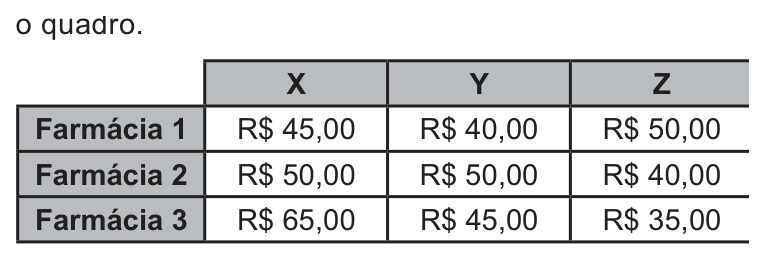 o quadro.
X Y Z
Farmácia 1 R$ 45,00 R$ 40,00 R$ 50,00
Farmácia 2 R$ 50,00 R$ 50,00 R$ 40,00
Farmácia 3 R$ 65,00 R$ 45,00 R$ 35,00